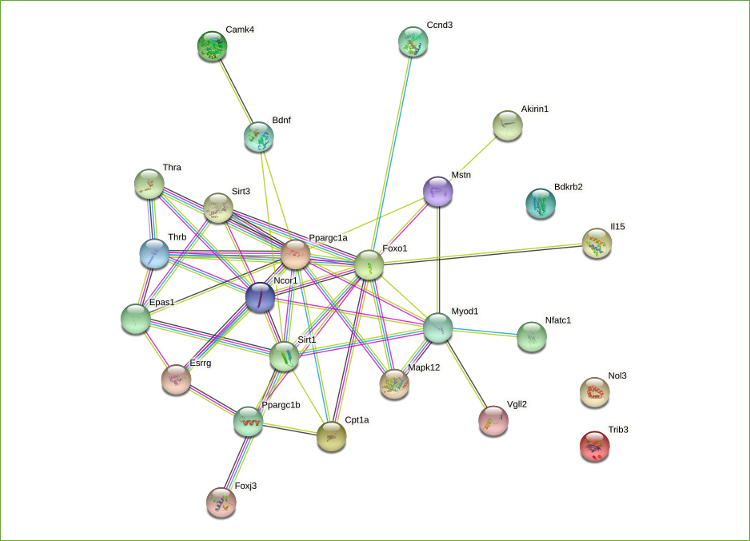 Camk4
Ccnd3
Akirin1
Bdnf
Thra
Mstn
Bdkrb2
Sirt3
Il15
Thrb
Ppargc1a
Foxo1
Ncor1
Epas1
Myod1
Nfatc1
Sirt1
Esrrg
Mapk12
Nol3
Ppargc1b
Vgll2
Cpt1a
Trib3
Foxj3